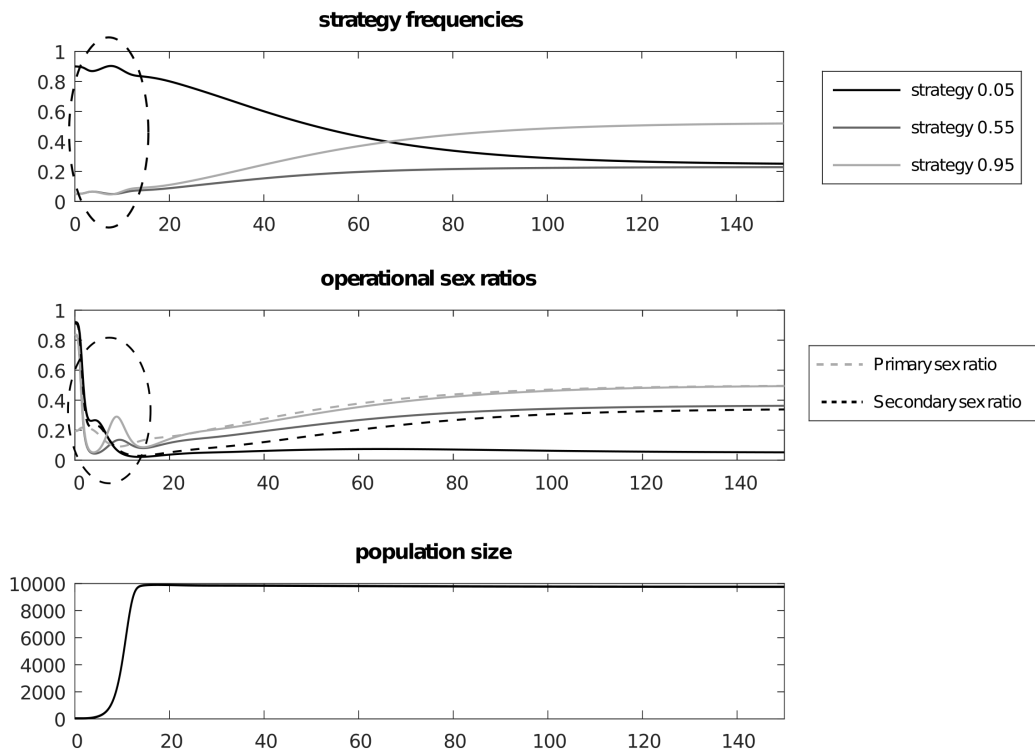 strategy frequencies
1
0.8
0.6
0.4
0.2
0
0 20 40 60 80 100 120 140
strategy 0.05
strategy 0.55
strategy 0.95
operational sex ratios
1
0.8
0.6
0.4
0.2
0
0 20 40 60 80 100 120 140
Primary sex ratio
Secondary sex ratio
population size
10000
8000
6000
4000
2000
0
0 20 40 60 80 100 120 140